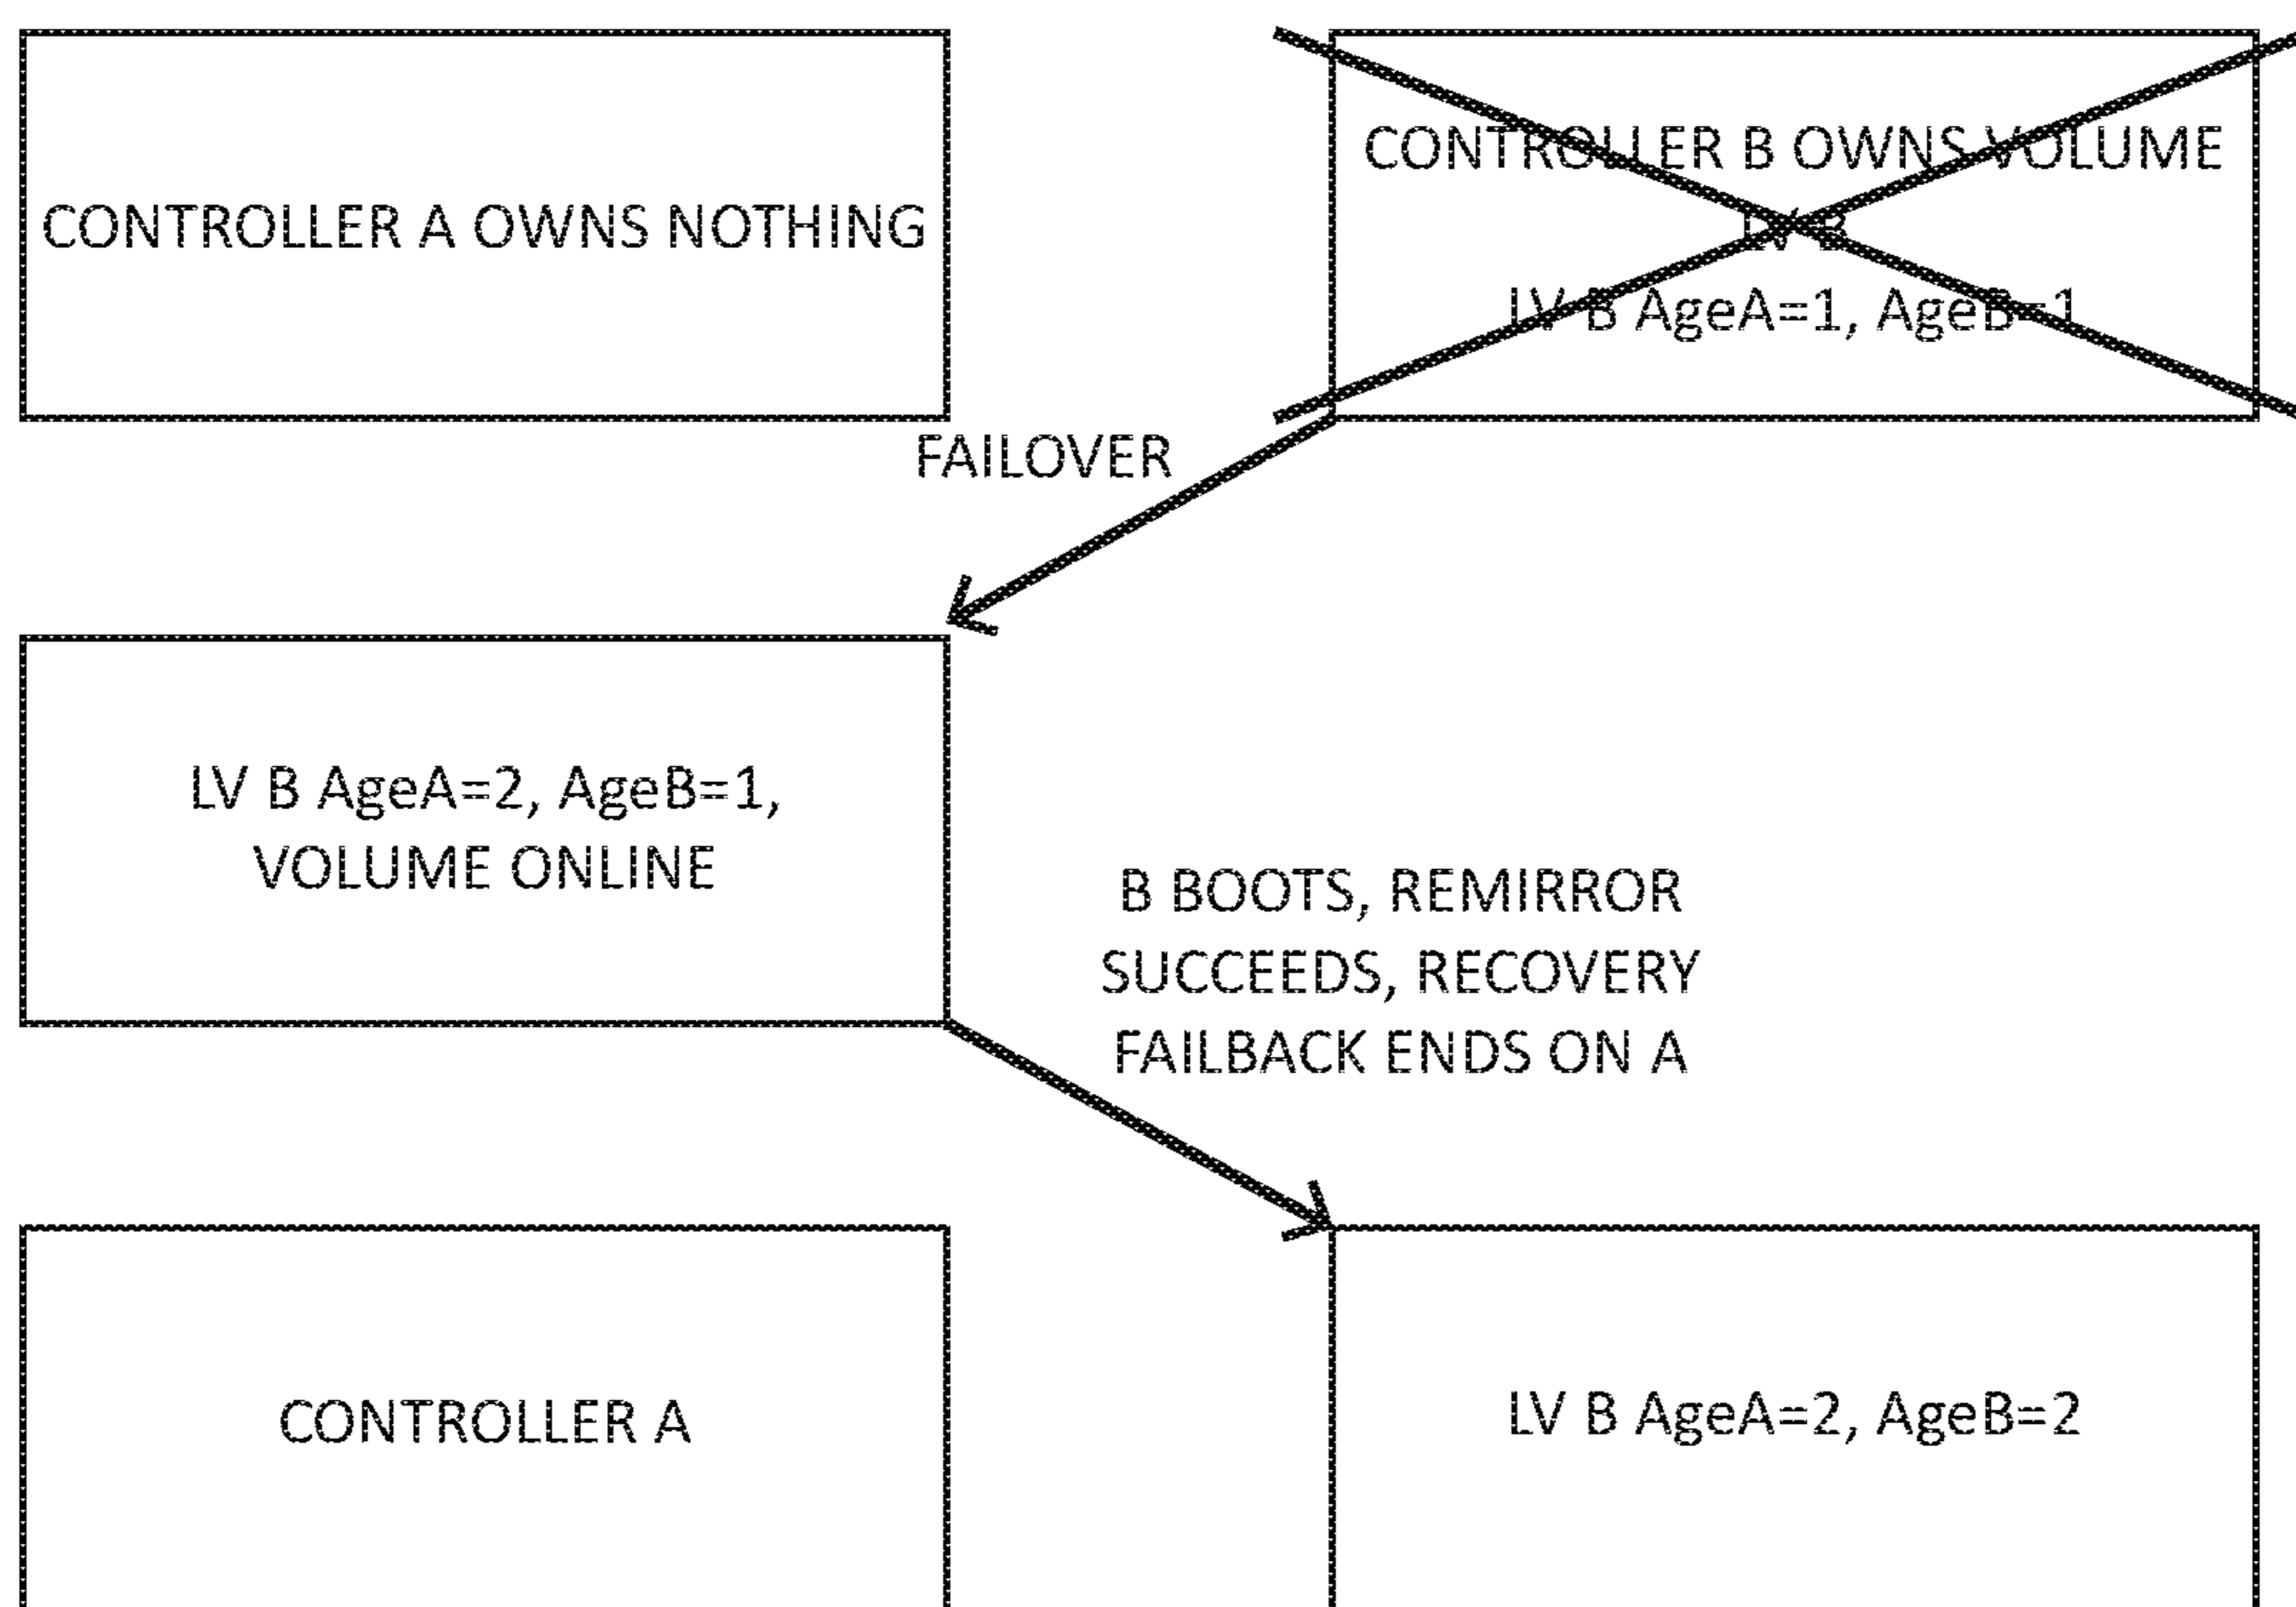 CONTROLLER A OWNS NOTHING
CONTROLLER B OWNS VOLUME
LV B
LV B AgeA=1, AgeB=1
FAILOVER
LV B AgeA=2, AgeB=1,
VOLUME ONLINE
B BOOTS, REMIRROR
SUCCEEDS, RECOVERY
FAILBACK ENDS ON A
CONTROLLER A
LV B AgeA=2, AgeB=2